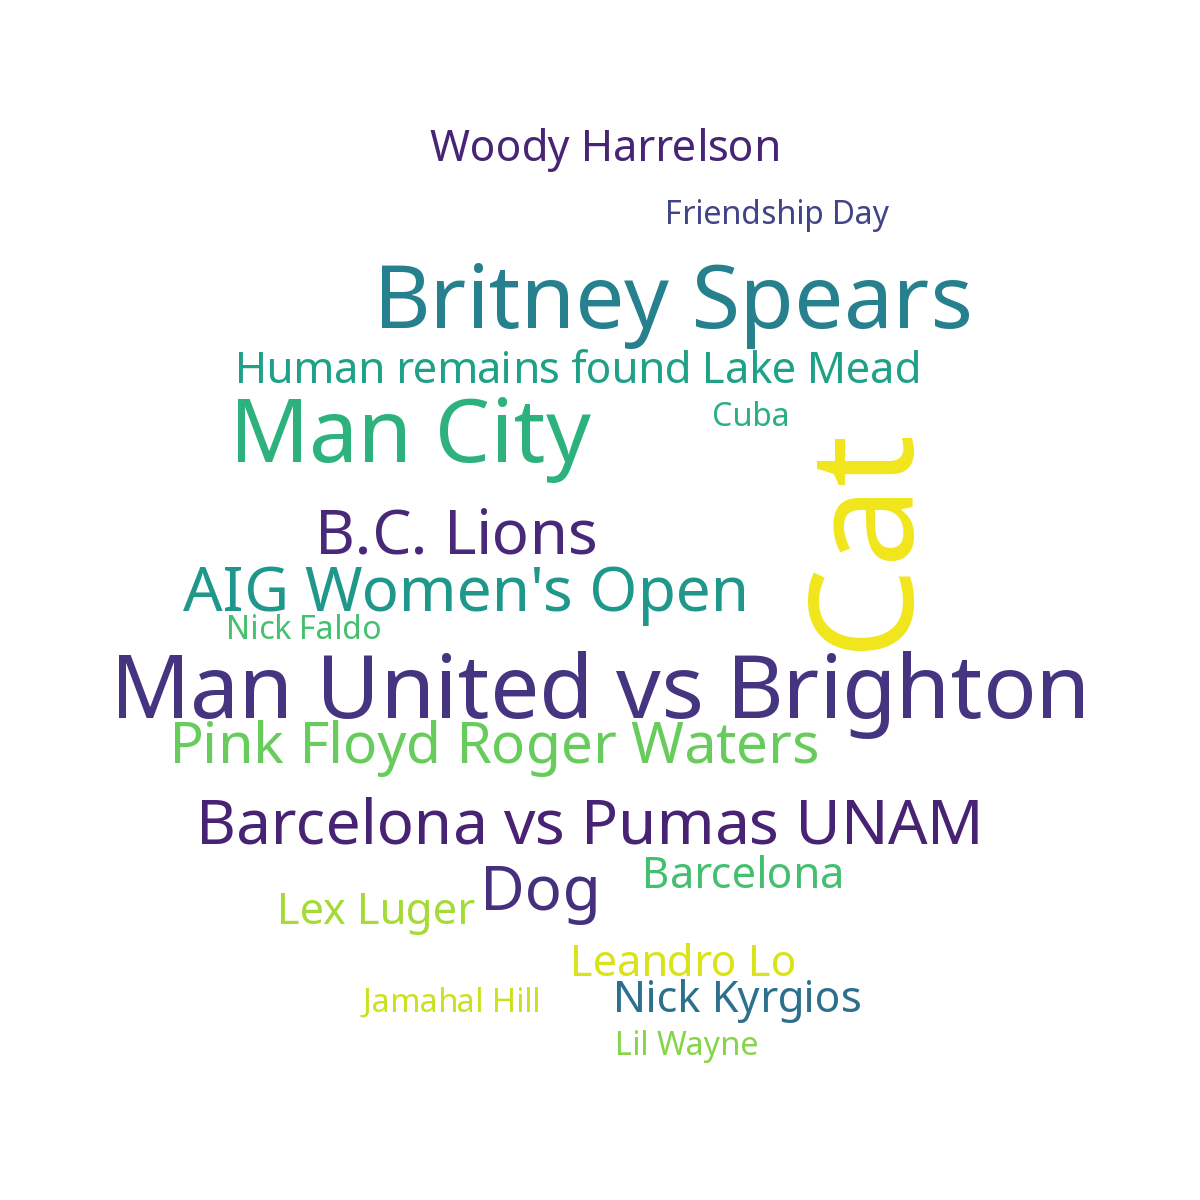 Woody Harrelson
Friendship Day
Britney Spears
Human remains found Lake Mead
Man City
Cuba
Cat
B.C. Lions
AIG Women's Open
Nick Faldo
Man United vs Brighton
Pink Floyd Roger Waters
Barcelona vs Pumas UNAM
Dog
Barcelona
Lex Luger
Leandro Lo
Jamahal Hill
Nick Kyrgios
Lil Wayne